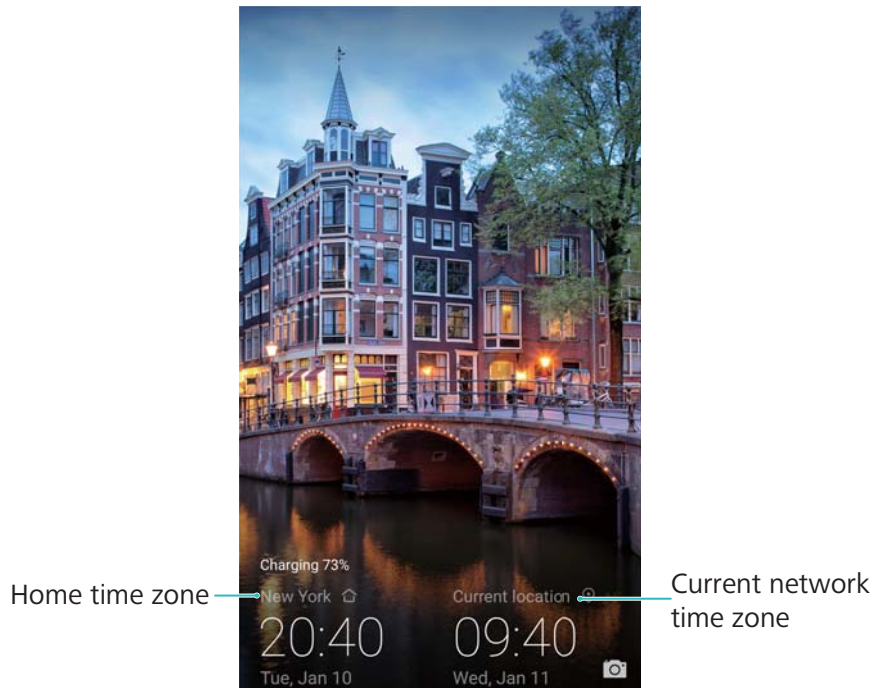 Charging 73%
Home time zone
New York
Current location
Current network
time zone
20:40
09:40
Tue, Jan 10
Wed, Jan 11